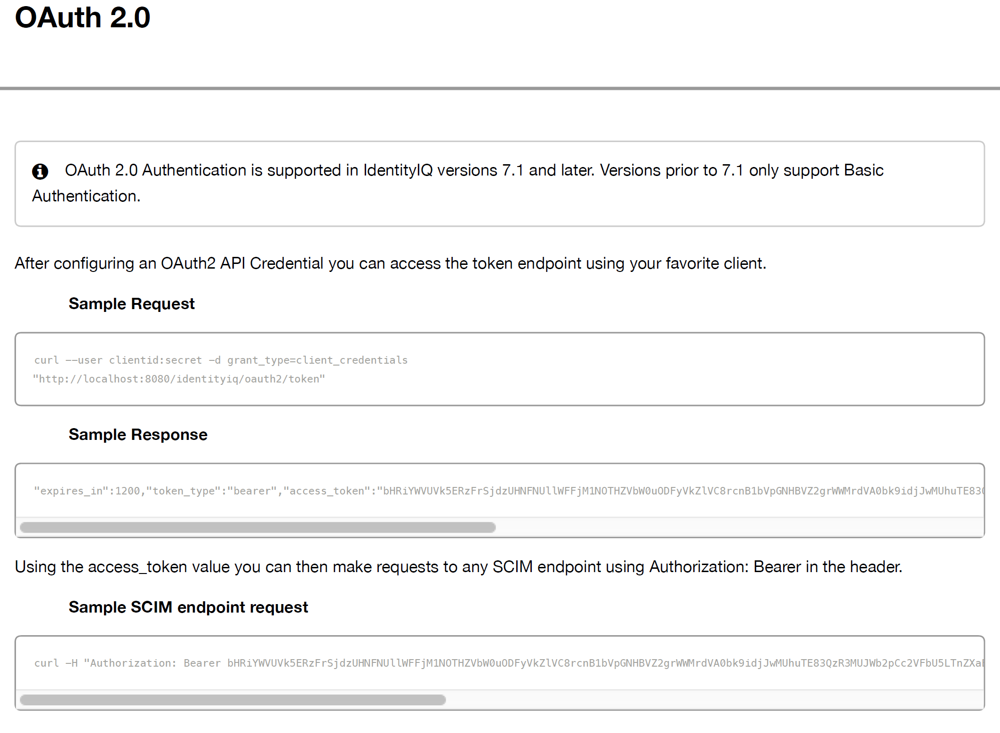 OAuth 2.0
OAuth 2.0 Authentication is supported in IdentityIQ versions 7.1 and later. Versions prior to 7.1 only support Basic
Authentication.
After configuring an OAuth2 API Credential you can access the token endpoint using your favorite client.
Sample Request
curl --user clientid:secret -d grant_type=client_credentials
"http://localhost:8080/identityiq/oauth2/token"
Sample Response
"expires_in":1200,"token_type":"bearer","access_token":"bHRiYWVUVk5ERzFrSjdzUHNFNUllWFFjM1NOTHZVbW0uODFyVkZlVC8rcnB1bVpGNHBVZ2grWWMrdVA0bk9idjJwMUhuTE83
Using the access_token value you can then make requests to any SCIM endpoint using Authorization: Bearer in the header.
Sample SCIM endpoint request
curl -H "Authorization: Bearer bHRiYWVUVk5ERzFrSjdzUHNFNUllWFFjM1NOTHZVbW0uODFyVkZlVC8rcnB1bVpGNHBVZ2grWWMrdVA0bk9idjJwMUhuTE83QzR3MUJWb2pCc2VFbU5LTnZXa